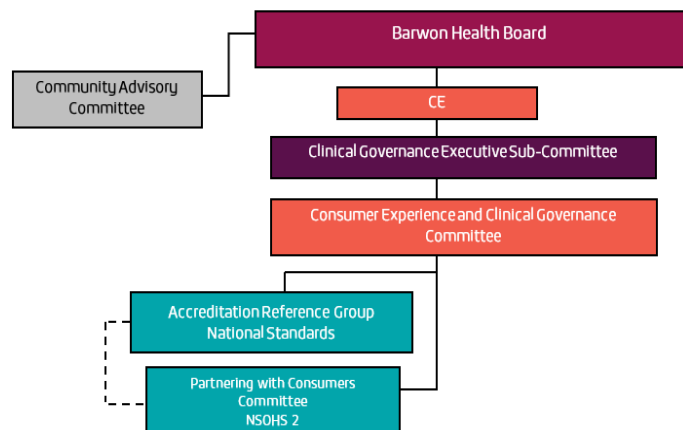 Barwon Health Board
Community Advisory
Committee
CE
Clinical Governance Executive Sub-Committee
Consumer Experience and Clinical Governance
Committee
Accreditation Reference Group
National Standards
Partnering with Consumers
Committee
NSOHS 2